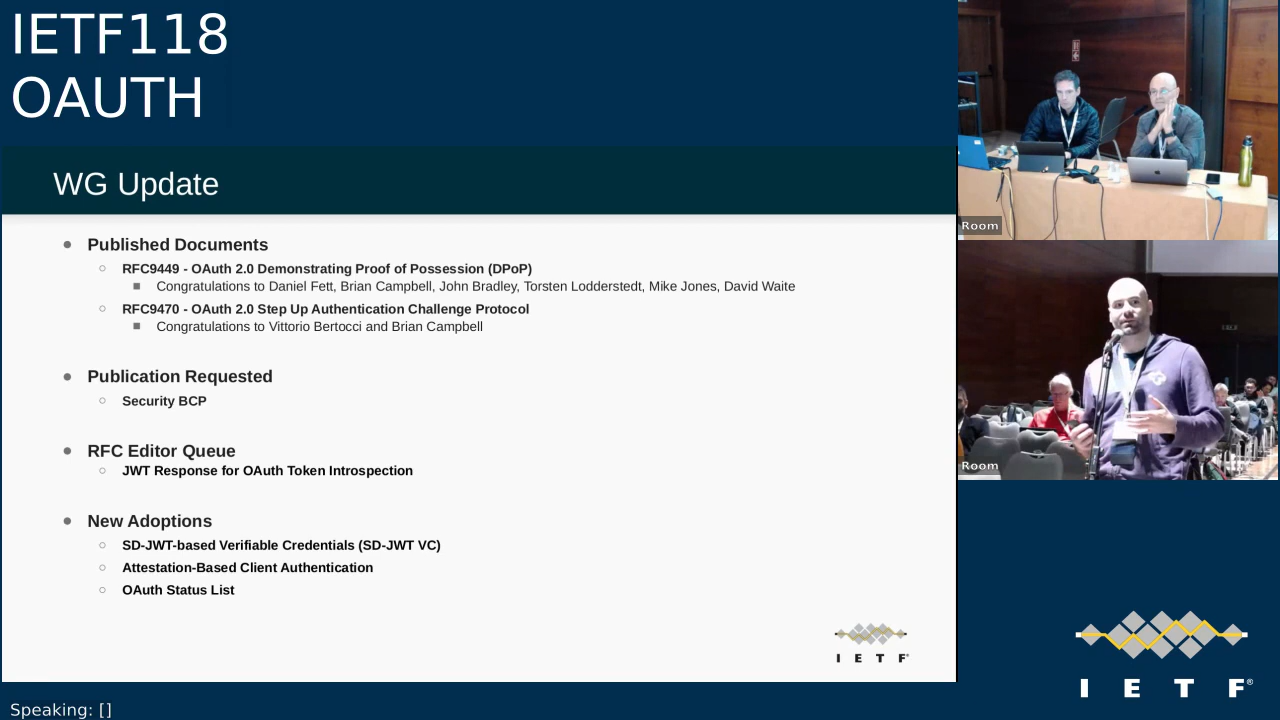 IETF118
OAUTH
WG Update
Published Documents
RFC9449 - OAuth 2.0 Demonstrating Proof of Possession (DPoP)
Congratulations to Daniel Fett, Brian Campbell, John Bradley, Torsten Lodderstedt, Mike Jones, David Waite
RFC9470 - OAuth 2.0 Step Up Authentication Challenge Protocol
Congratulations to Vittorio Bertocci and Brian Campbell
Publication Requested
Security BCP
RFC Editor Queue
JWT Response for OAuth Token Introspection
New Adoptions
SD-JWT-based Verifiable Credentials (SD-JWT VC)
Attestation-Based Client Authentication
OAuth Status List
I E T F®
Room
Room
I E T F®
Speaking: []